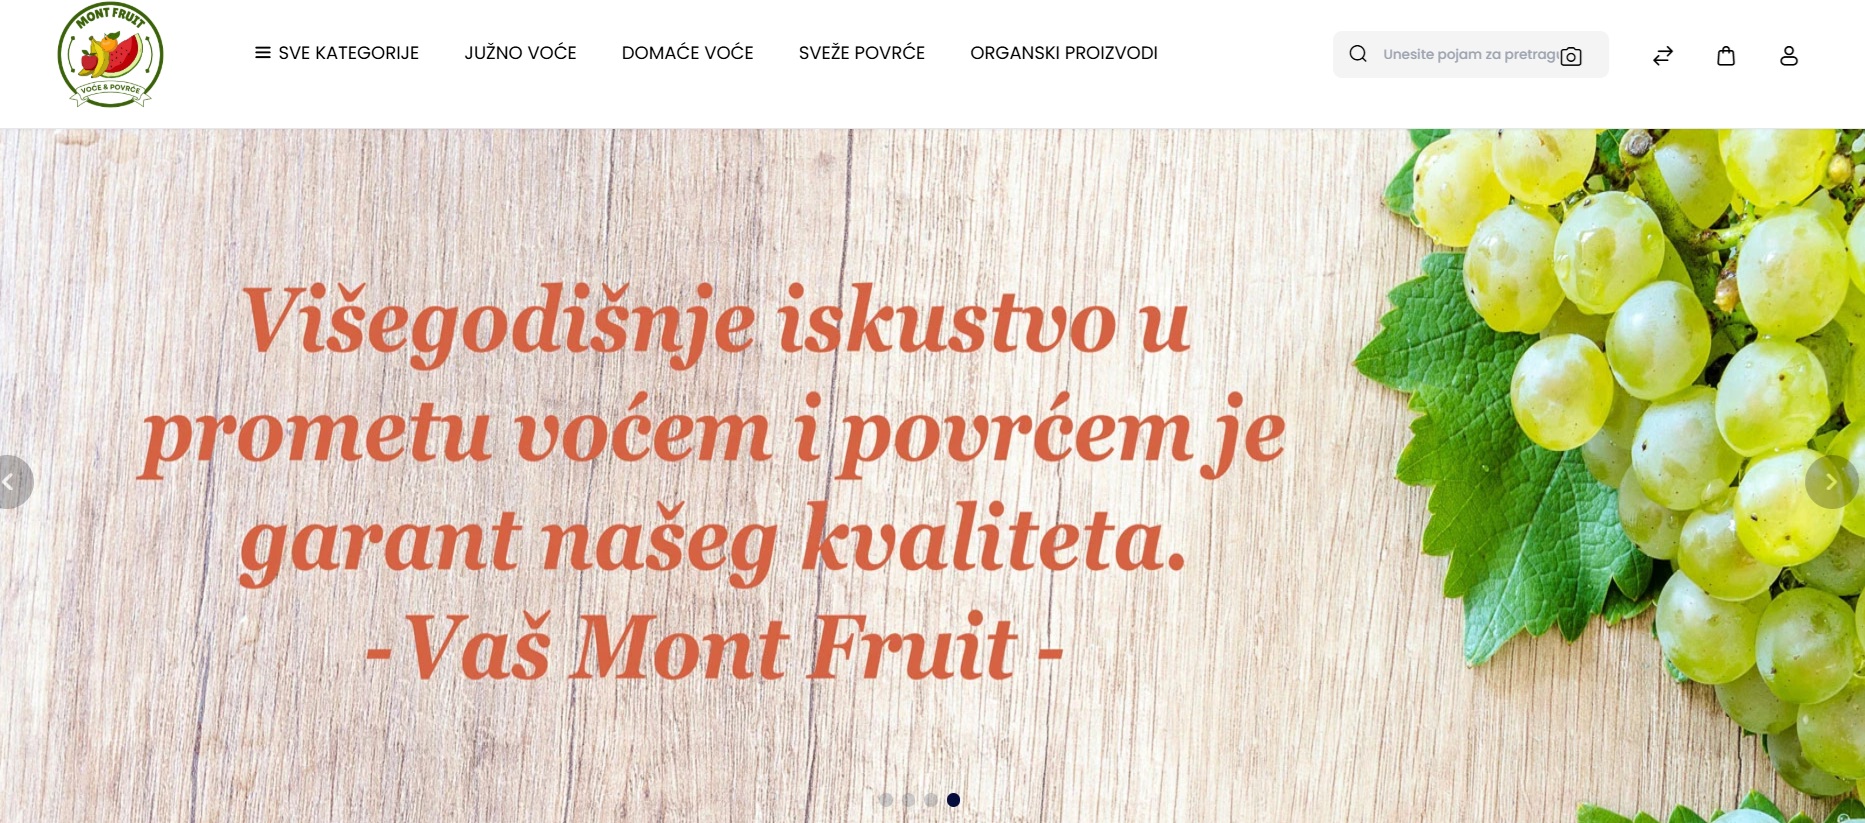 MONT FRUIT
VOĆE & POVRĆE
SVE KATEGORIJE
JUŽNO VOĆE
DOMAĆE VOĆE
SVEŽE POVRĆE
ORGANSKI PROIZVODI
Unesite pojam za pretragu
Višegodišnje iskustvo u
prometu voćem i povrćem je
garant našeg kvaliteta.
- Vaš Mont Fruit -